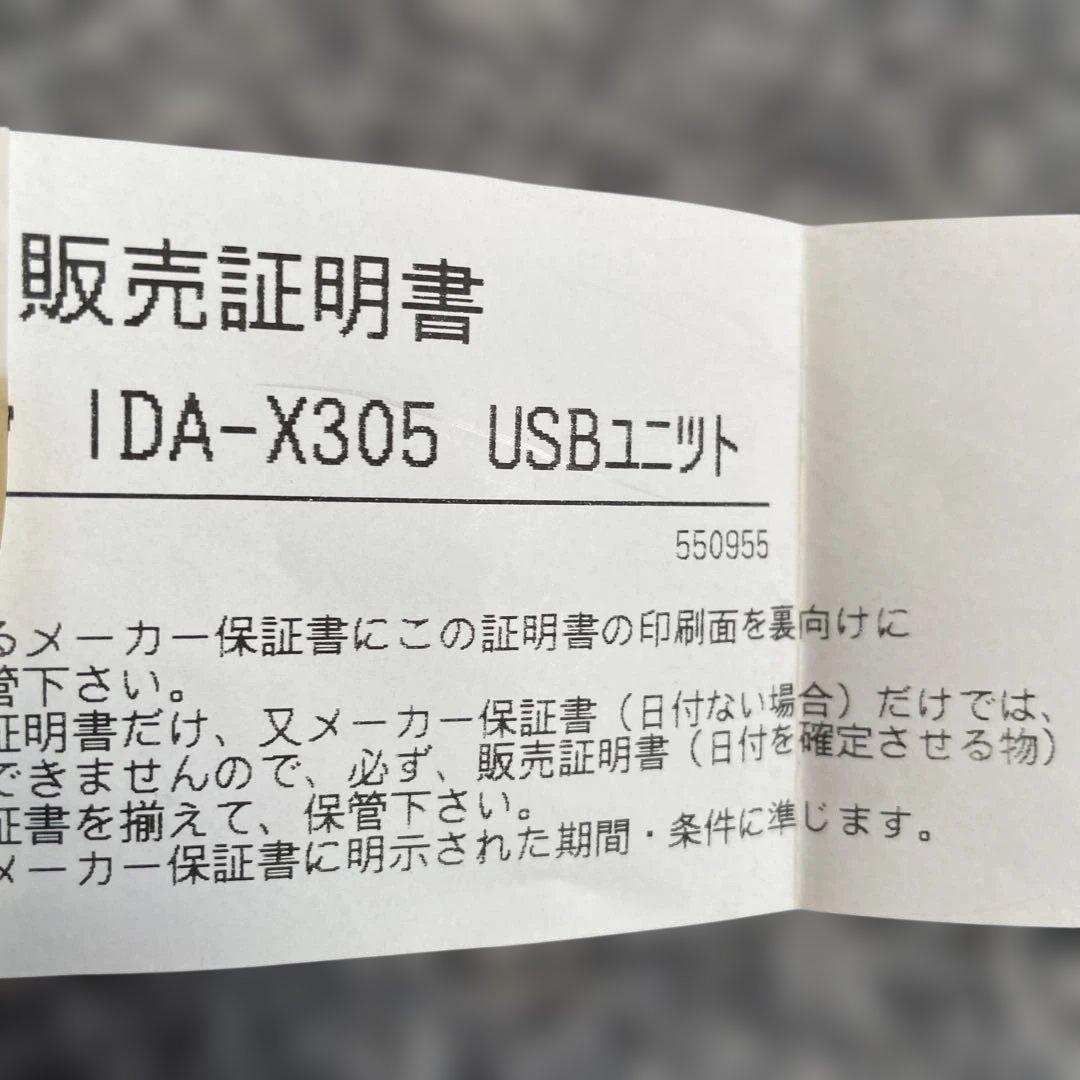 販売証明書
IDA-X305 USBﾕﾆｯﾄ
550955
るメーカー保証書にこの証明書の印刷面を裏向けに
管下さい。
証明書だけ、又メーカー保証書（日付ない場合）だけでは、
できませんので、必ず、販売証明書（日付を確定させる物）
証書を揃えて、保管下さい。
メーカー保証書に明示された期間・条件に準じます。